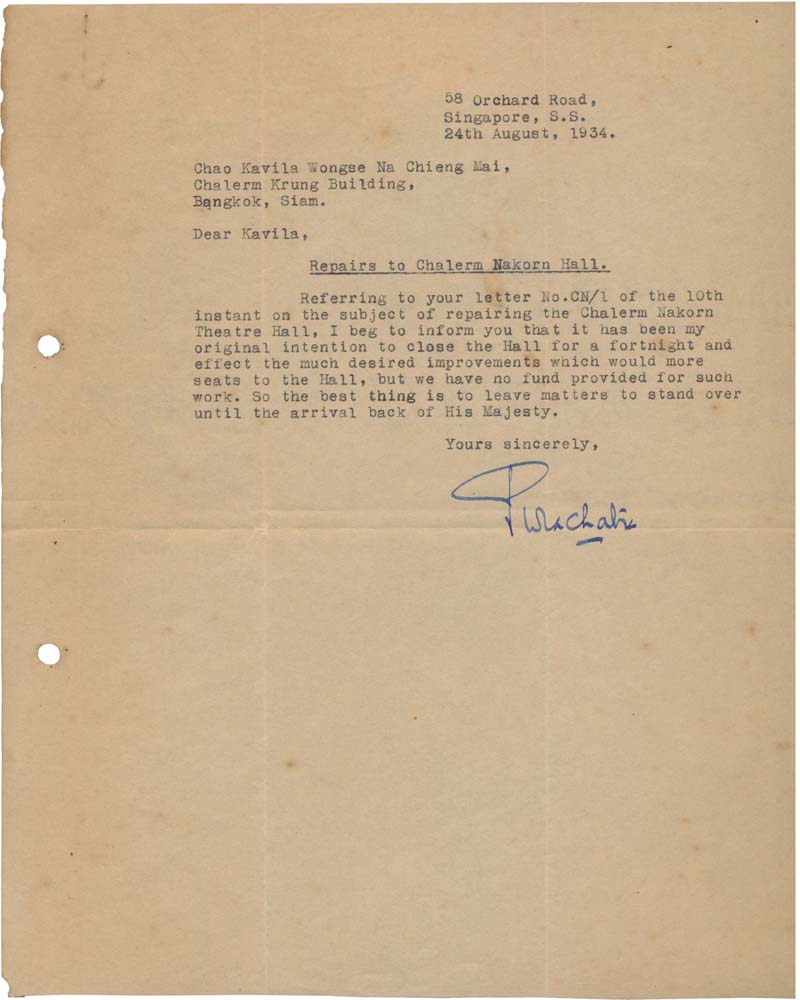 58 Orchard Road,
Singapore, S.S.
24th August, 1934.
Chao Kavila Wongse Na Chieng Mai,
Chalerm Krung Building,
Bangkok, Siam.
Dear Kavila,
Repairs to Chalerm Nakorn Hall.
Referring to your letter No.CN/1 of the 10th
instant on the subject of repairing the Chalerm Nakorn
Theatre Hall, I beg to inform you that it has been my
original intention to close the Hall for a fortnight and
effect the much desired improvements which would more
seats to the Hall, but we have no fund provided for such
work. So the best thing is to leave matters to stand over
until the arrival back of His Majesty.
Yours sincerely,
Purachatra